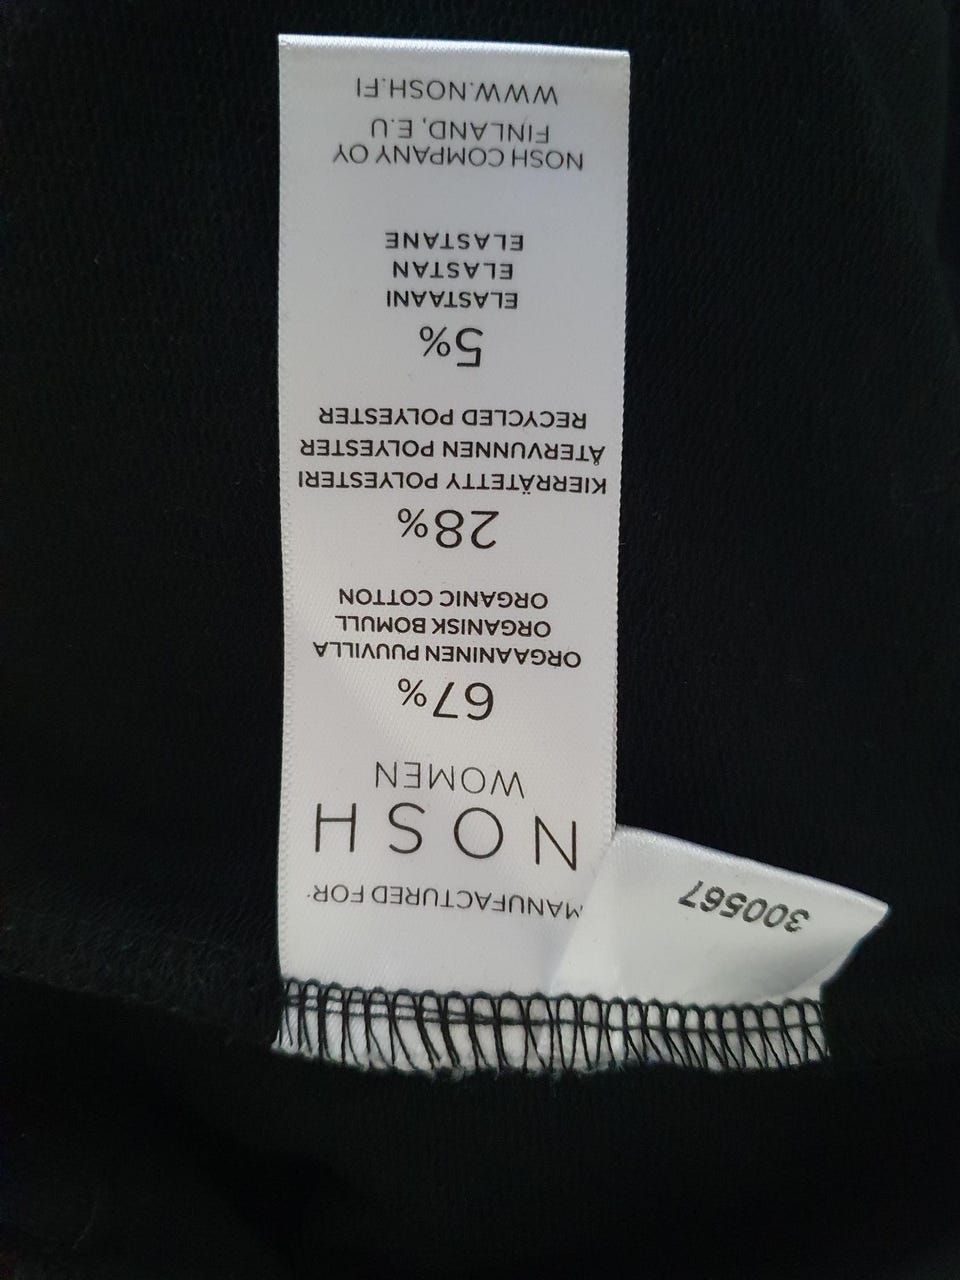 MANUFACTURED FOR:
NOSH
WOMEN
67%
ORGAANINEN PUUVILLA
ORGANISK BOMULL
ORGANIC COTTON
28%
KIERRÄTETTY POLYESTERI
ÅTERVUNNEN POLYESTER
RECYCLED POLYESTER
5%
ELASTAANI
ELASTAN
ELASTANE
NOSH COMPANY OY
FINLAND, E.U
WWW.NOSH.FI
300567